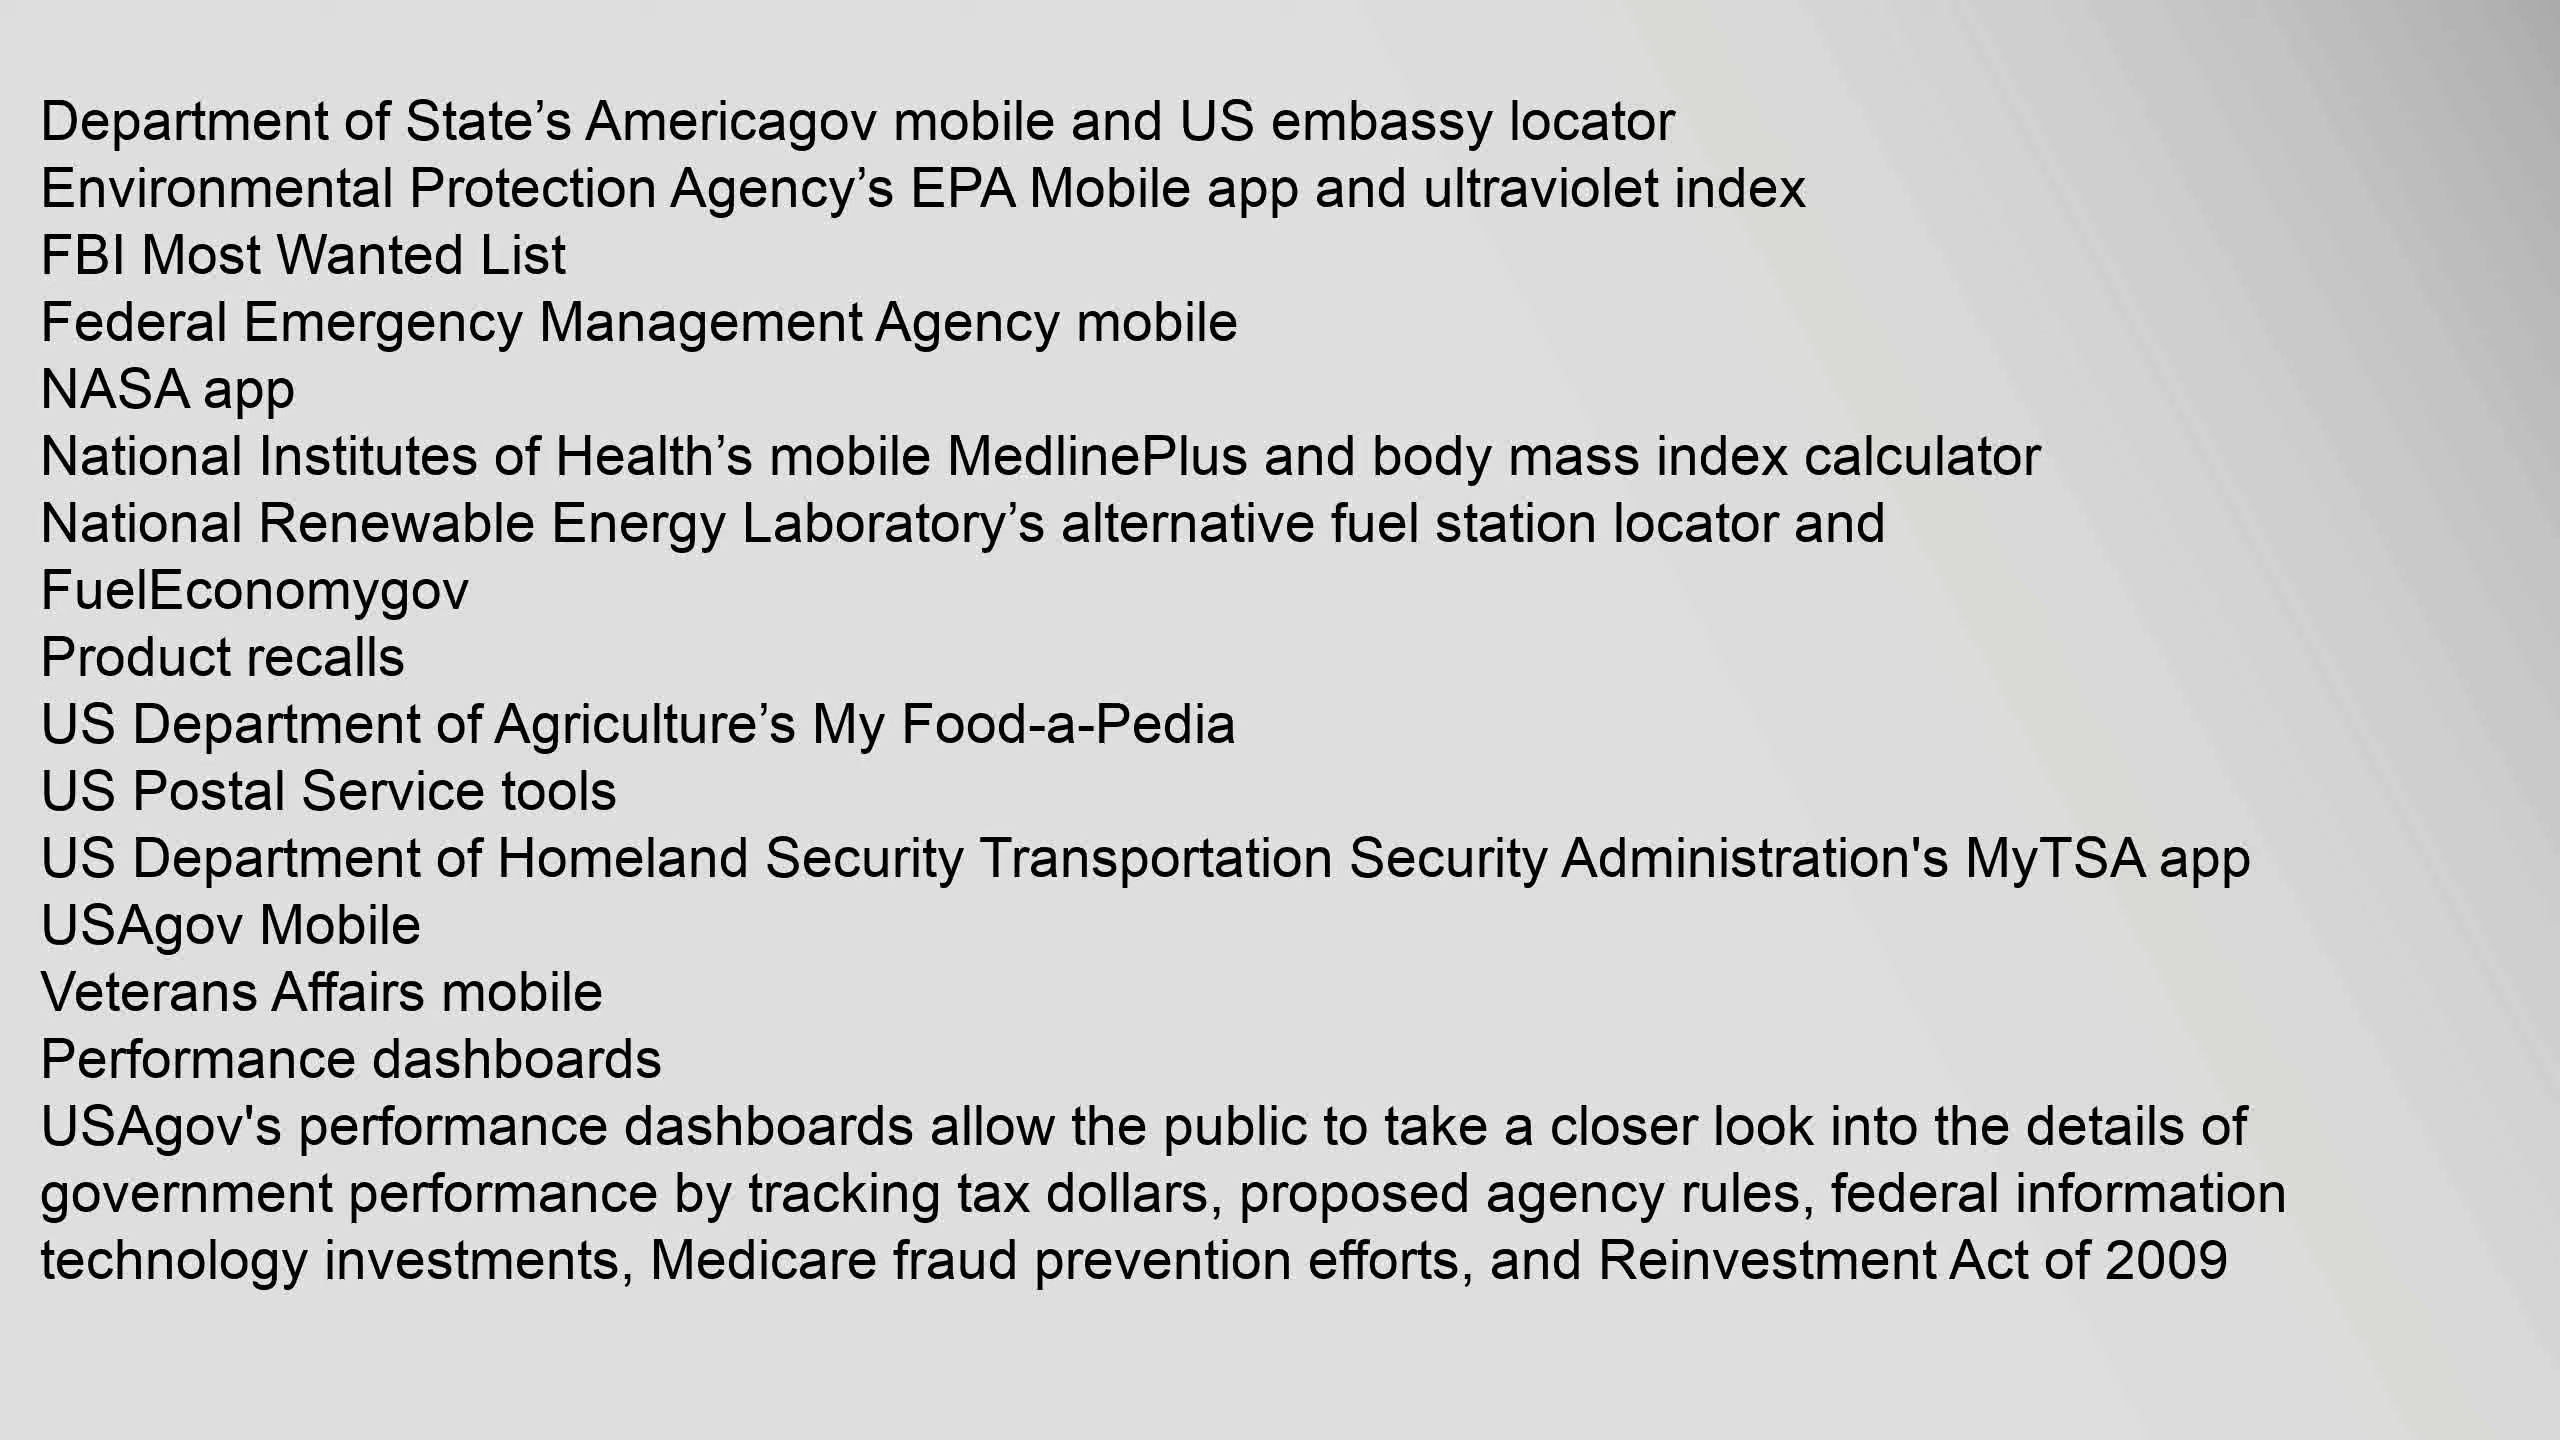 Department of State’s Americagov mobile and US embassy locator
Environmental Protection Agency’s EPA Mobile app and ultraviolet index
FBI Most Wanted List
Federal Emergency Management Agency mobile
NASA app
National Institutes of Health’s mobile MedlinePlus and body mass index calculator
National Renewable Energy Laboratory’s alternative fuel station locator and
FuelEconomygov
Product recalls
US Department of Agriculture’s My Food-a-Pedia
US Postal Service tools
US Department of Homeland Security Transportation Security Administration's MyTSA app
USAgov Mobile
Veterans Affairs mobile
Performance dashboards
USAgov's performance dashboards allow the public to take a closer look into the details of
government performance by tracking tax dollars, proposed agency rules, federal information
technology investments, Medicare fraud prevention efforts, and Reinvestment Act of 2009